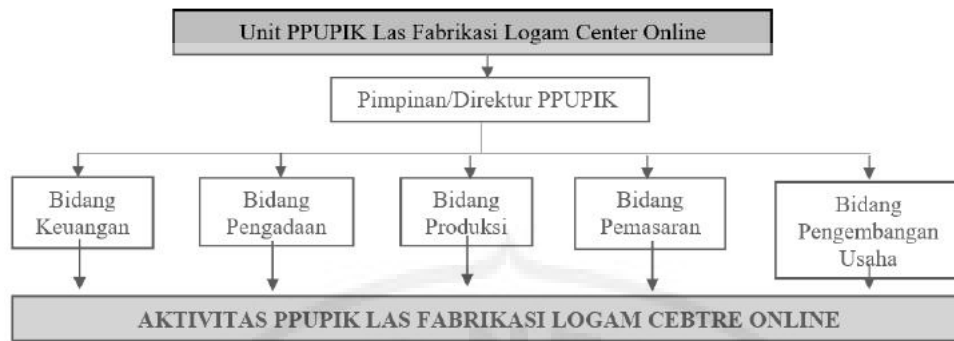 Unit PPUPIK Las Fabrikasi Logam Center Online
Pimpinan/Direktur PPUPIK
Bidang
Keuangan
Bidang
Pengadaan
Bidang
Produksi
Bidang
Pemasaran
Bidang
Pengembangan
Usaha
AKTIVITAS PPUPIK LAS FABRIKASI LOGAM CEBTRE ONLINE